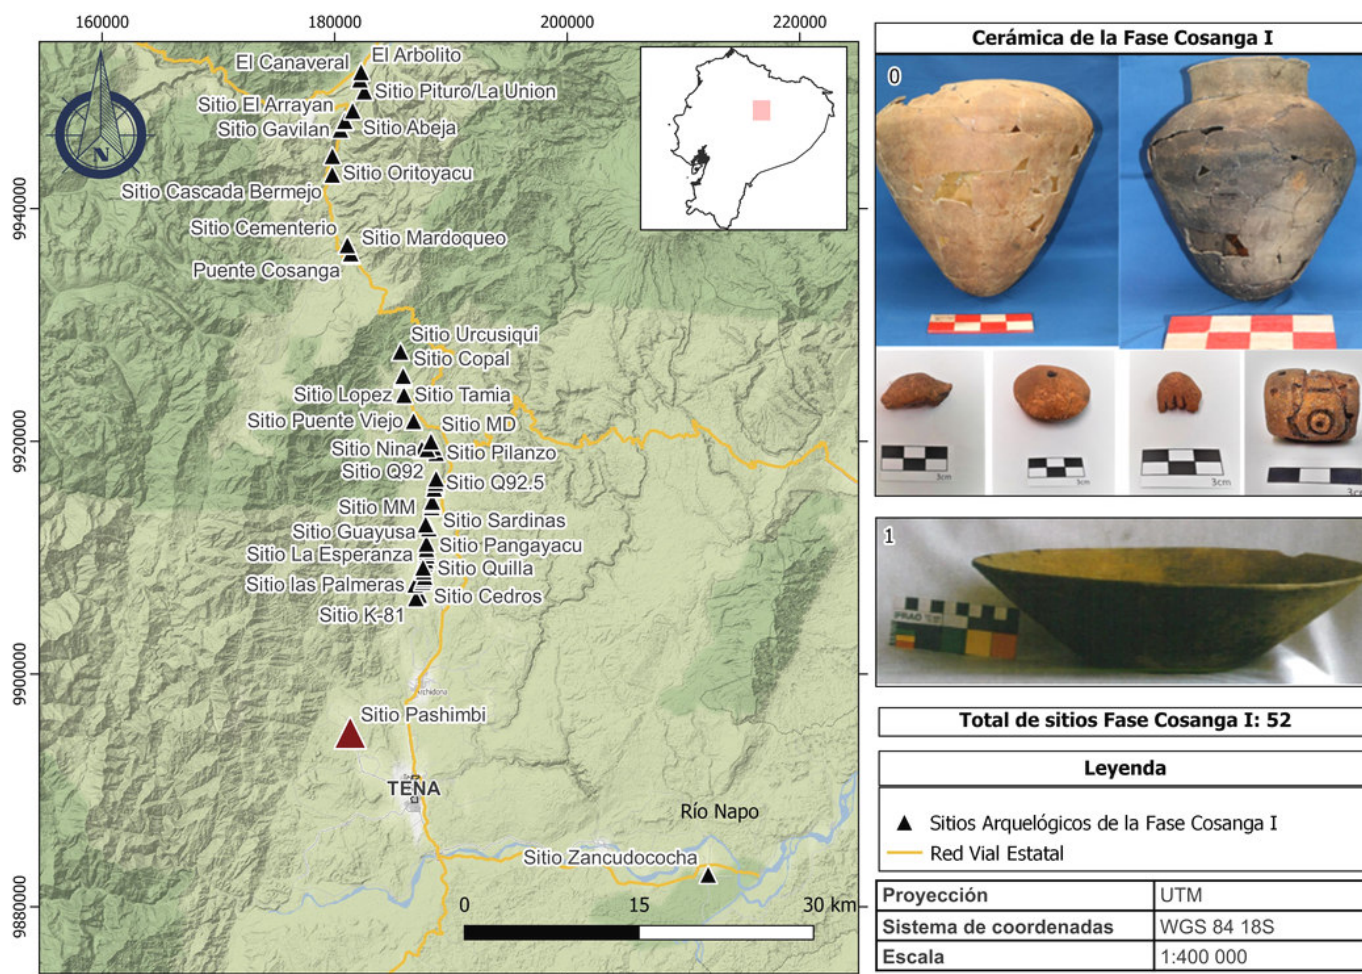 160000 180000 200000 220000
9940000
9920000
9900000
9880000
N
El Arbolito
El Canaveral
Sitio Pituro/La Union
Sitio El Arrayan
Sitio Gavilan
Sitio Abeja
Sitio Oritoyacu
Sitio Cascada Bermejo
Sitio Cementerio
Sitio Mardoqueo
Puente Cosanga
Sitio Urcusiqui
Sitio Copal
Sitio Lopez
Sitio Tamia
Sitio Puente Viejo
Sitio MD
Sitio Nina
Sitio Pilanzo
Sitio Q92
Sitio Q92.5
Sitio MM
Sitio Sardinas
Sitio Guayusa
Sitio Pangayacu
Sitio La Esperanza
Sitio Quilla
Sitio las Palmeras
Sitio Cedros
Sitio K-81
Archidona
Sitio Pashimbi
TENA
Río Napo
Sitio Zancudococha
0 15 30 km
Cerámica de la Fase Cosanga I
0
3cm
3cm
3cm
3cm
1
Total de sitios Fase Cosanga I: 52
Leyenda
Sitios Arquelógicos de la Fase Cosanga I
Red Vial Estatal
Proyección UTM
Sistema de coordenadas WGS 84 18S
Escala 1:400 000